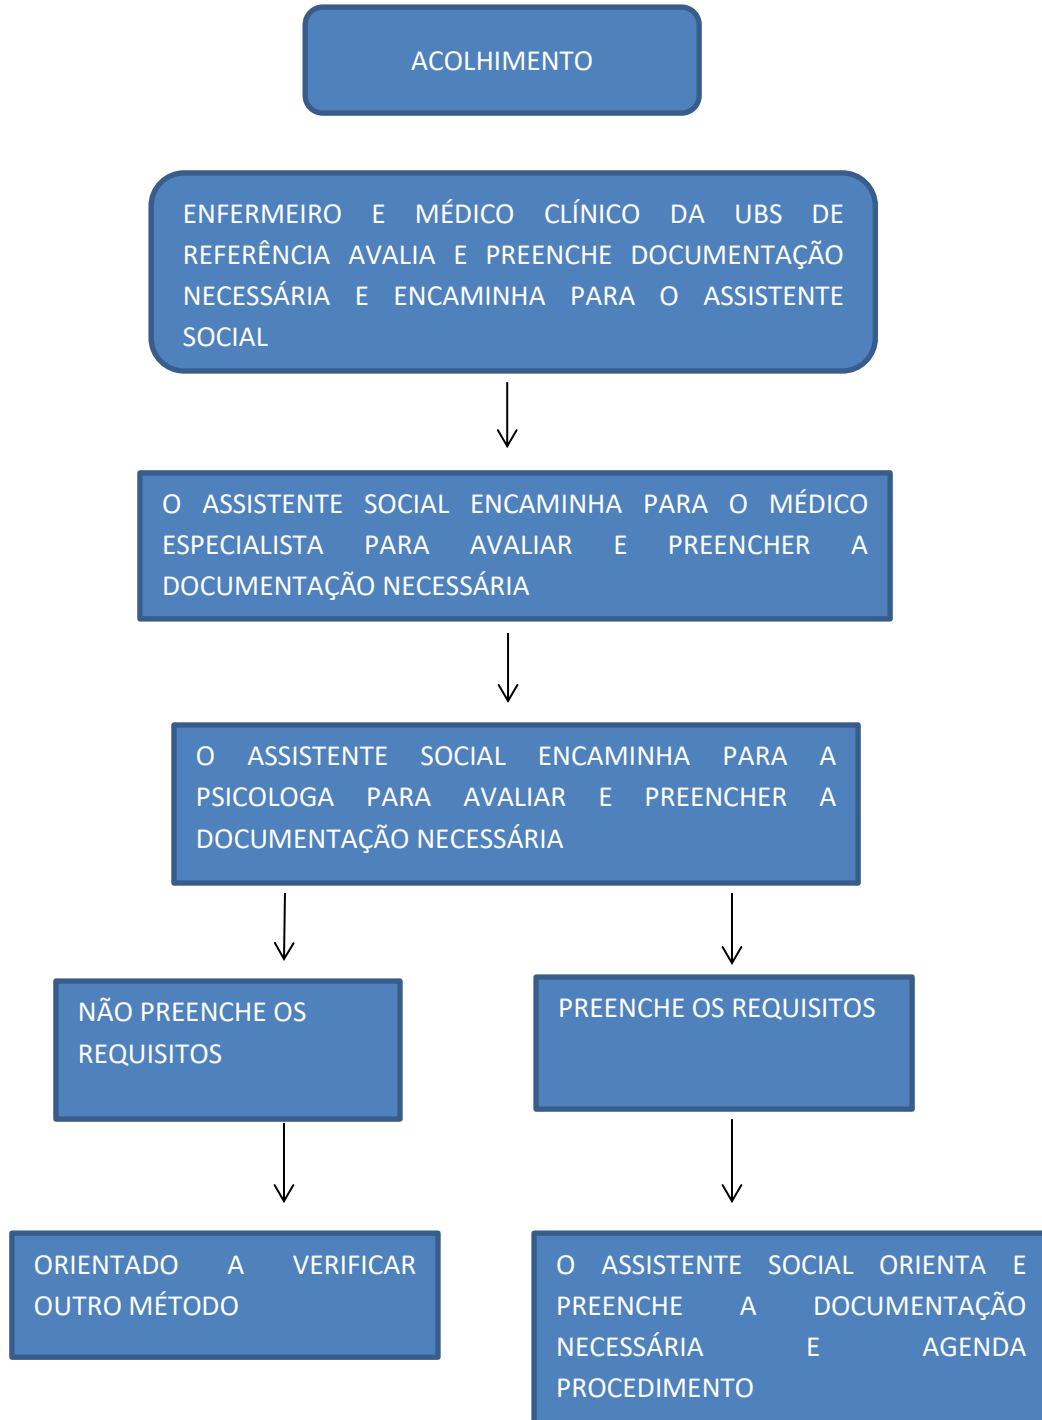 ACOLHIMENTO
ENFERMEIRO E MÉDICO CLÍNICO DA UBS DE
REFERÊNCIA AVALIA E PREENCHE DOCUMENTAÇÃO
NECESSÁRIA E ENCAMINHA PARA O ASSISTENTE
SOCIAL
O ASSISTENTE SOCIAL ENCAMINHA PARA O MÉDICO
ESPECIALISTA PARA AVALIAR E PREENCHER A
DOCUMENTAÇÃO NECESSÁRIA
O ASSISTENTE SOCIAL ENCAMINHA PARA A
PSICOLOGA PARA AVALIAR E PREENCHER A
DOCUMENTAÇÃO NECESSÁRIA
NÃO PREENCHE OS
REQUISITOS
PREENCHE OS REQUISITOS
ORIENTADO A VERIFICAR
OUTRO MÉTODO
O ASSISTENTE SOCIAL ORIENTA E
PREENCHE A DOCUMENTAÇÃO
NECESSÁRIA E AGENDA
PROCEDIMENTO